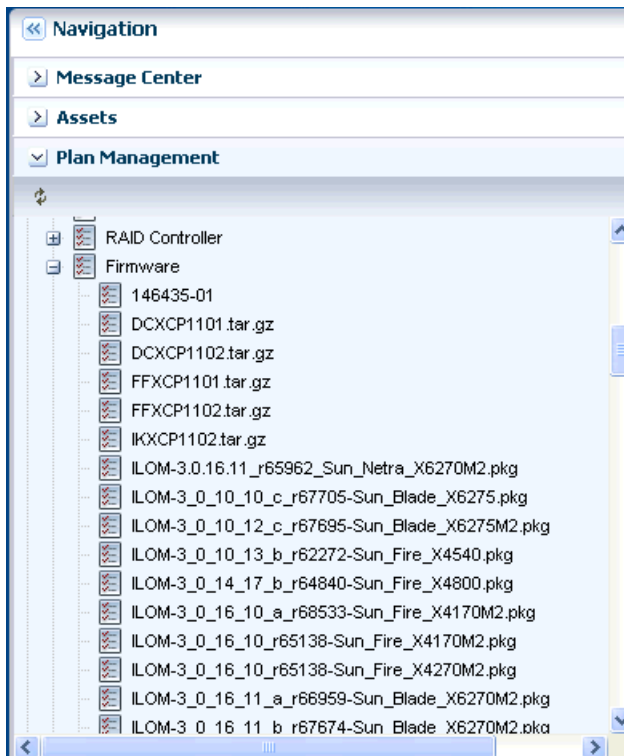 Navigation
Message Center
Assets
Plan Management
RAID Controller
Firmware
146435-01
DCXCP1101.tar.gz
DCXCP1102.tar.gz
FFXCP1101.tar.gz
FFXCP1102.tar.gz
IKXCP1102.tar.gz
ILOM-3.0.16.11_r65962_Sun_Netra_X6270M2.pkg
ILOM-3_0_10_10_c_r67705-Sun_Blade_X6275.pkg
ILOM-3_0_10_12_c_r67695-Sun_Blade_X6275M2.pkg
ILOM-3_0_10_13_b_r62272-Sun_Fire_X4540.pkg
ILOM-3_0_14_17_b_r64840-Sun_Fire_X4800.pkg
ILOM-3_0_16_10_a_r68533-Sun_Fire_X4170M2.pkg
ILOM-3_0_16_10_r65138-Sun_Fire_X4170M2.pkg
ILOM-3_0_16_10_r65138-Sun_Fire_X4270M2.pkg
ILOM-3_0_16_11_a_r66959-Sun_Blade_X6270M2.pkg
ILOM-3_0_16_11_b_r67674-Sun_Blade_X6270M2.pkg